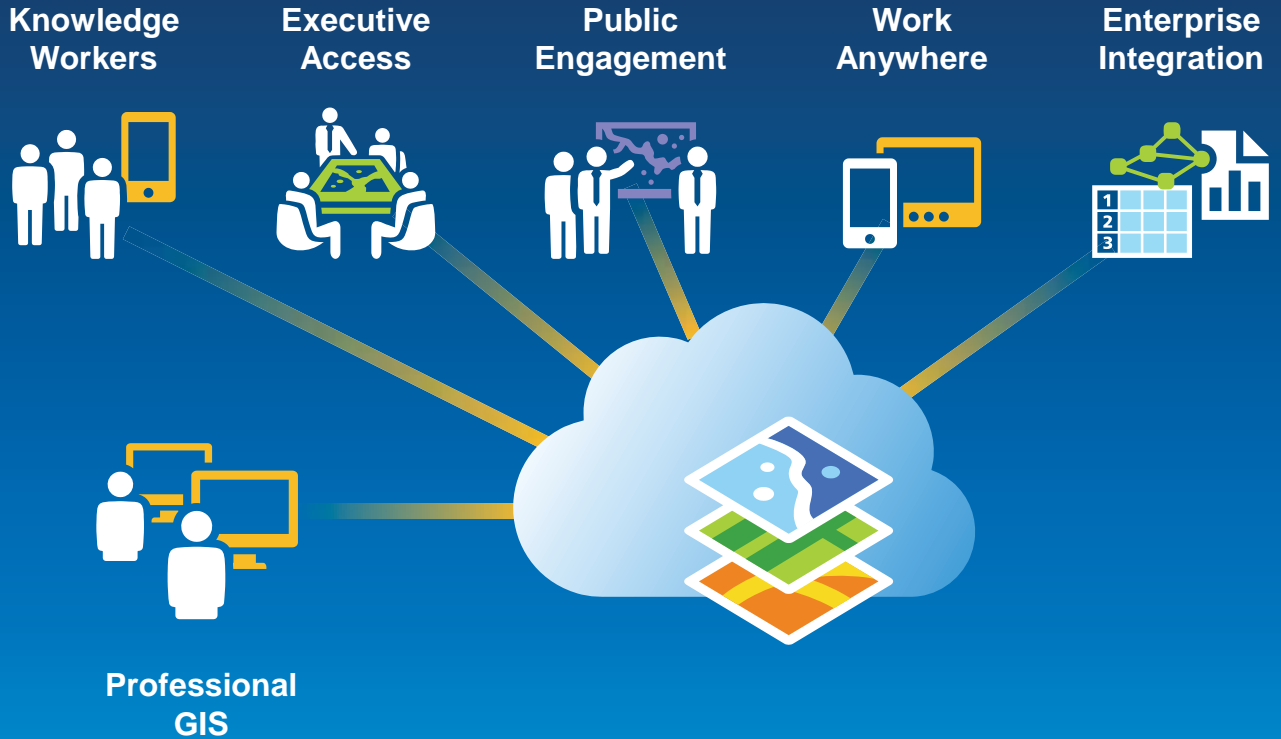 Knowledge
Workers
Executive
Access
Public
Engagement
Work
Anywhere
Enterprise
Integration
1
2
3
Professional
GIS